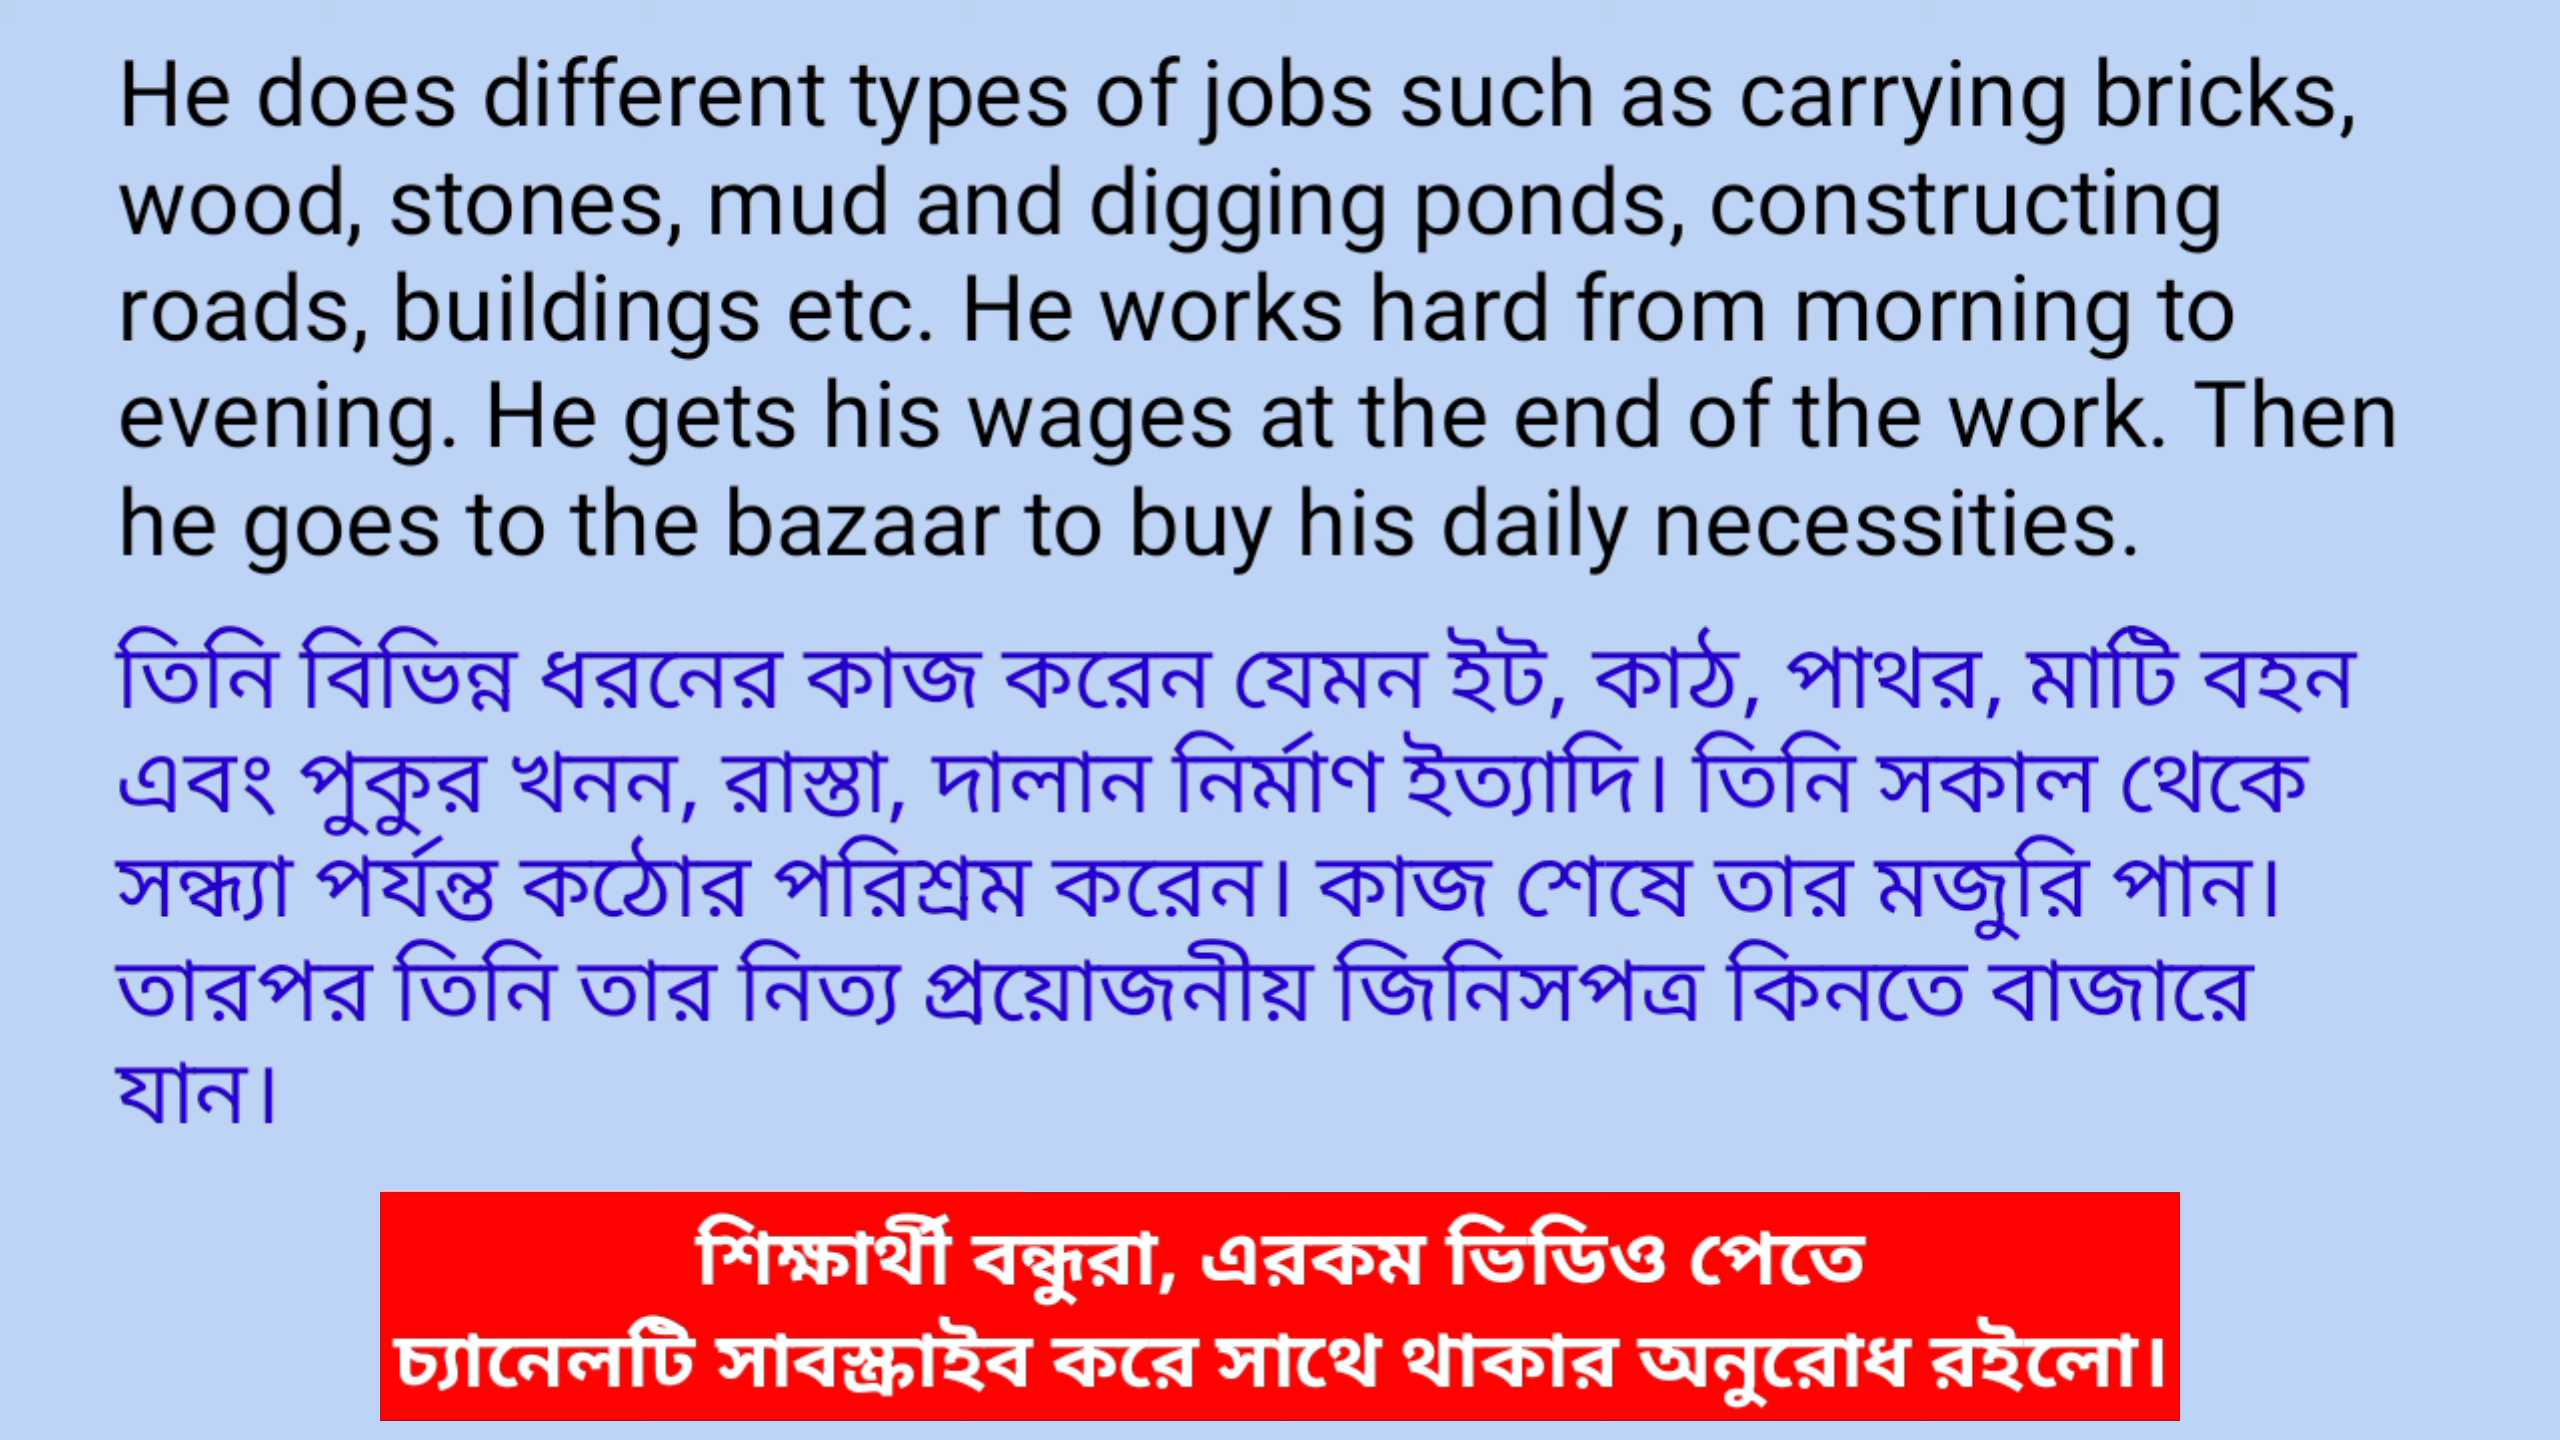 He does different types of jobs such as carrying bricks,
wood, stones, mud and digging ponds, constructing
roads, buildings etc. He works hard from morning to
evening. He gets his wages at the end of the work. Then
he goes to the bazaar to buy his daily necessities.
তিনি বিভিন্ন ধরনের কাজ করেন যেমন ইট, কাঠ, পাথর, মাটি বহন
এবং পুকুর খনন, রাস্তা, দালান নির্মাণ ইত্যাদি। তিনি সকাল থেকে
সন্ধ্যা পর্যন্ত কঠোর পরিশ্রম করেন। কাজ শেষে তার মজুরি পান।
তারপর তিনি তার নিত্য প্রয়োজনীয় জিনিসপত্র কিনতে বাজারে
যান।
শিক্ষার্থী বন্ধুরা, এরকম ভিডিও পেতে
চ্যানেলটি সাবস্ক্রাইব করে সাথে থাকার অনুরোধ রইলো।